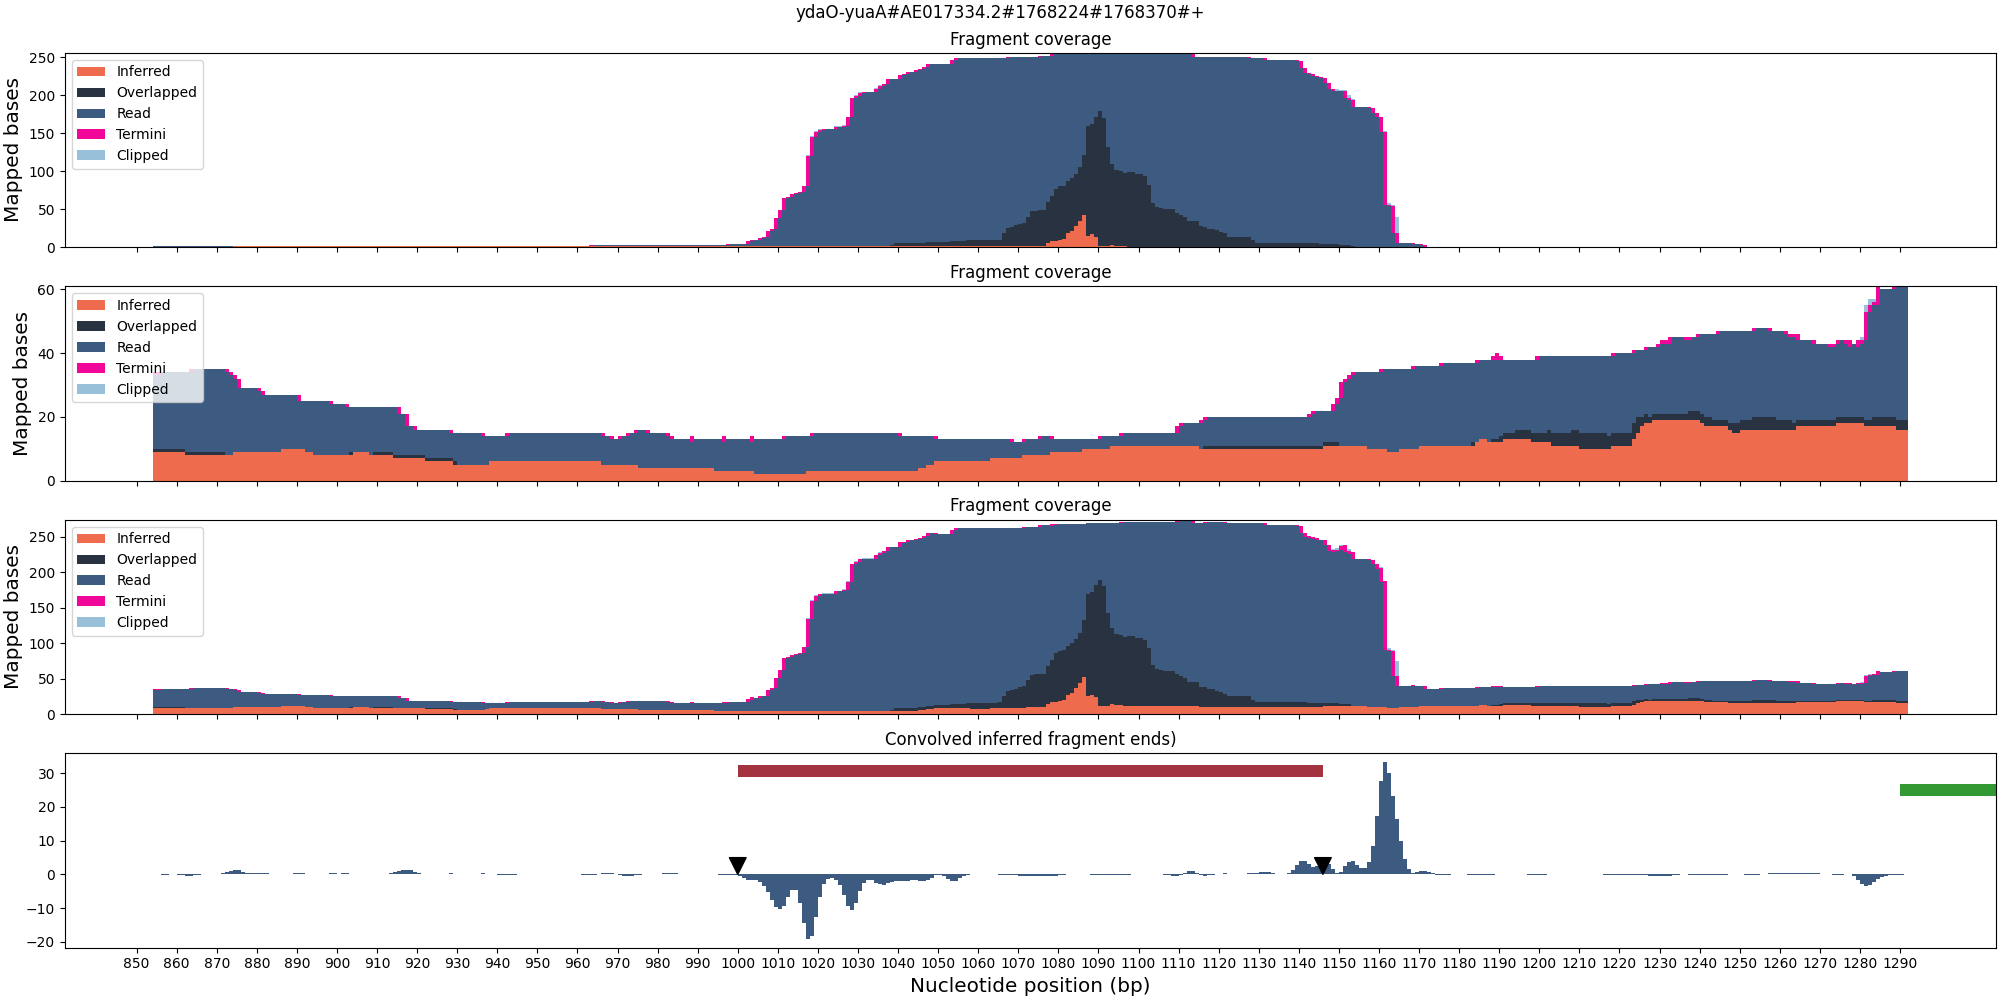 ydaO-yuaA#AE017334.2#1768224#1768370#+
Fragment coverage
Mapped bases
250
200
150
100
50
0
Inferred
Overlapped
Read
Termini
Clipped
Fragment coverage
Mapped bases
60
40
20
0
Inferred
Overlapped
Read
Termini
Clipped
Fragment coverage
Mapped bases
250
200
150
100
50
0
Inferred
Overlapped
Read
Termini
Clipped
Convolved inferred fragment ends)
30
20
10
0
−10
−20
850 860 870 880 890 900 910 920 930 940 950 960 970 980 990 1000 1010 1020 1030 1040 1050 1060 1070 1080 1090 1100 1110 1120 1130 1140 1150 1160 1170 1180 1190 1200 1210 1220 1230 1240 1250 1260 1270 1280 1290
Nucleotide position (bp)